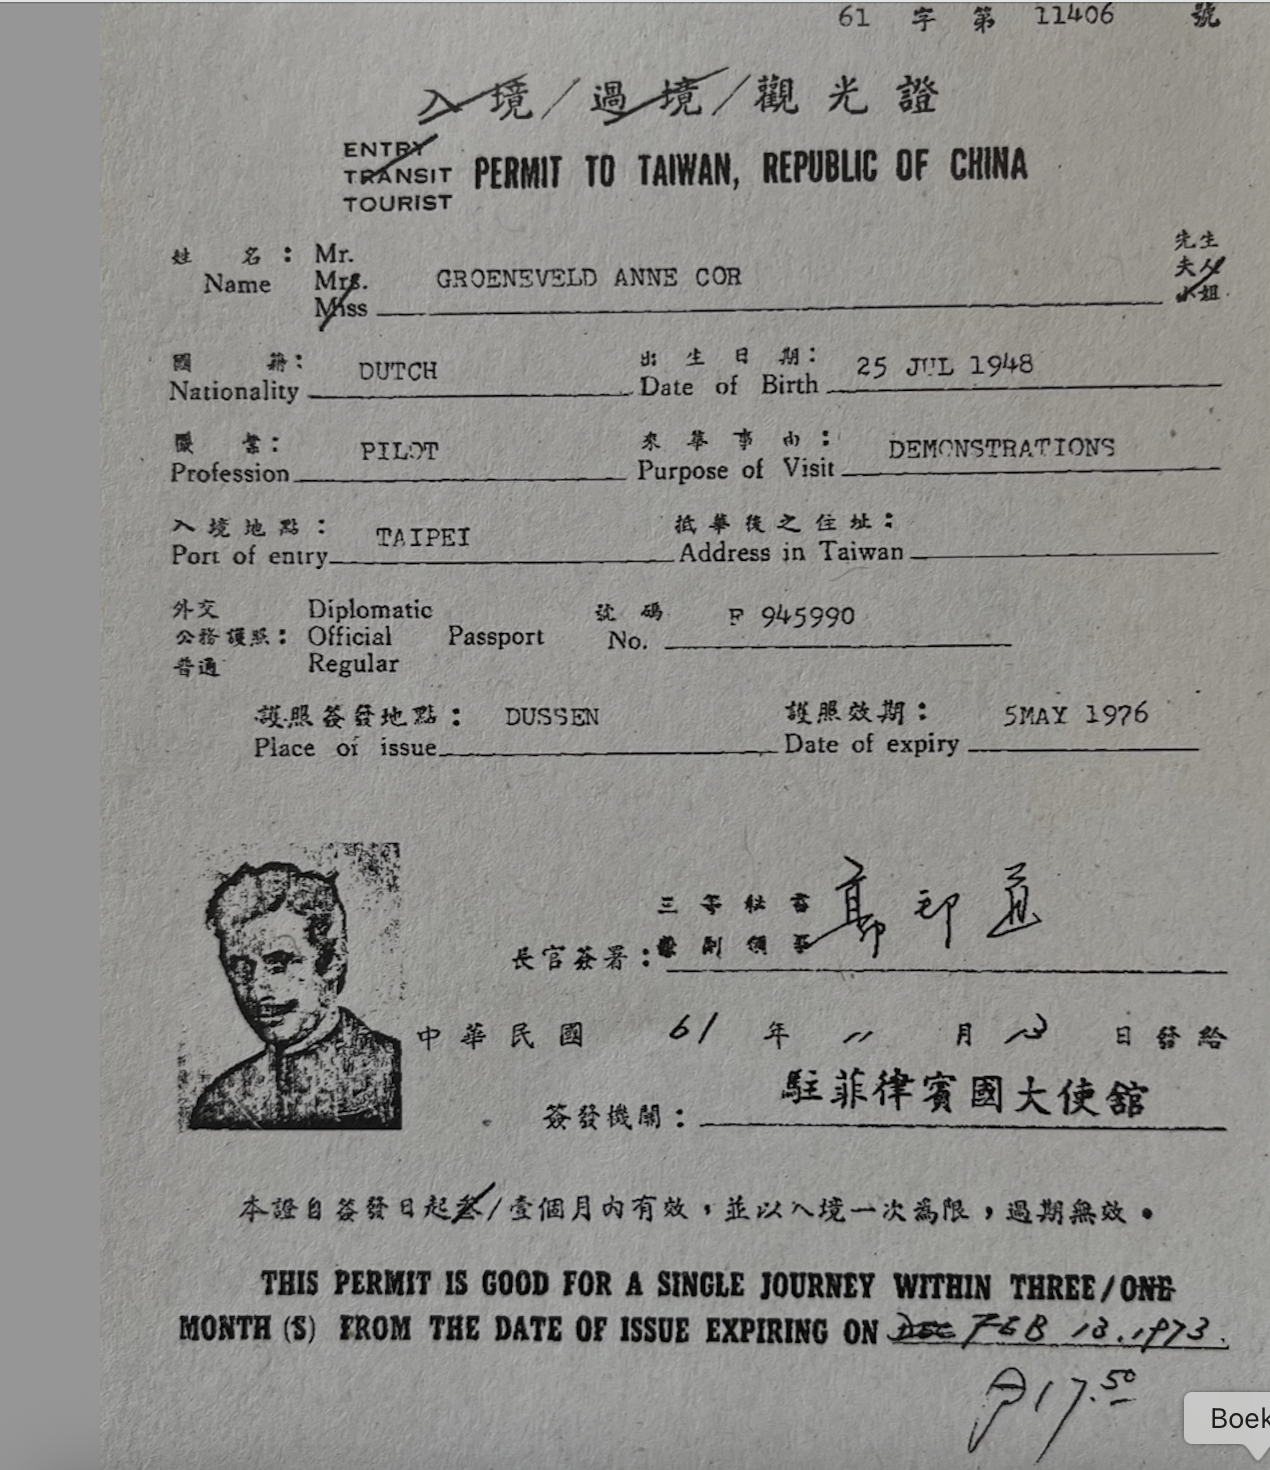 61 字 第 11406 號
入境/過境/觀光證
ENTRY
TRANSIT PERMIT TO TAIWAN, REPUBLIC OF CHINA
TOURIST
姓 名： Mr. 先生
Name Mrs. GROENEVELD ANNE COR 夫人
Miss 小姐
國 籍： DUTCH 出生日期： 25 JUL 1948
Nationality Date of Birth
職 業： PILOT 來華事由： DEMONSTRATIONS
Profession Purpose of Visit
入境地點： TAIPEI 抵華後之住址：
Port of entry Address in Taiwan
外交 Diplomatic 號碼 F 945990
公務護照： Official Passport No.
普通 Regular
護照簽發地點： DUSSEN 護照效期： 5MAY 1976
Place of issue Date of expiry
三等秘書
長官簽署： 副領事
中華民國 61 年 11 月 13 日發給
駐菲律賓國大使館
簽發機關：
本證自簽發日起叁/壹個月內有效，並以入境一次為限，過期無效。
THIS PERMIT IS GOOD FOR A SINGLE JOURNEY WITHIN THREE/ONE
MONTH (S) FROM THE DATE OF ISSUE EXPIRING ON DEC FEB 13.1973.
₱17.50
Boek